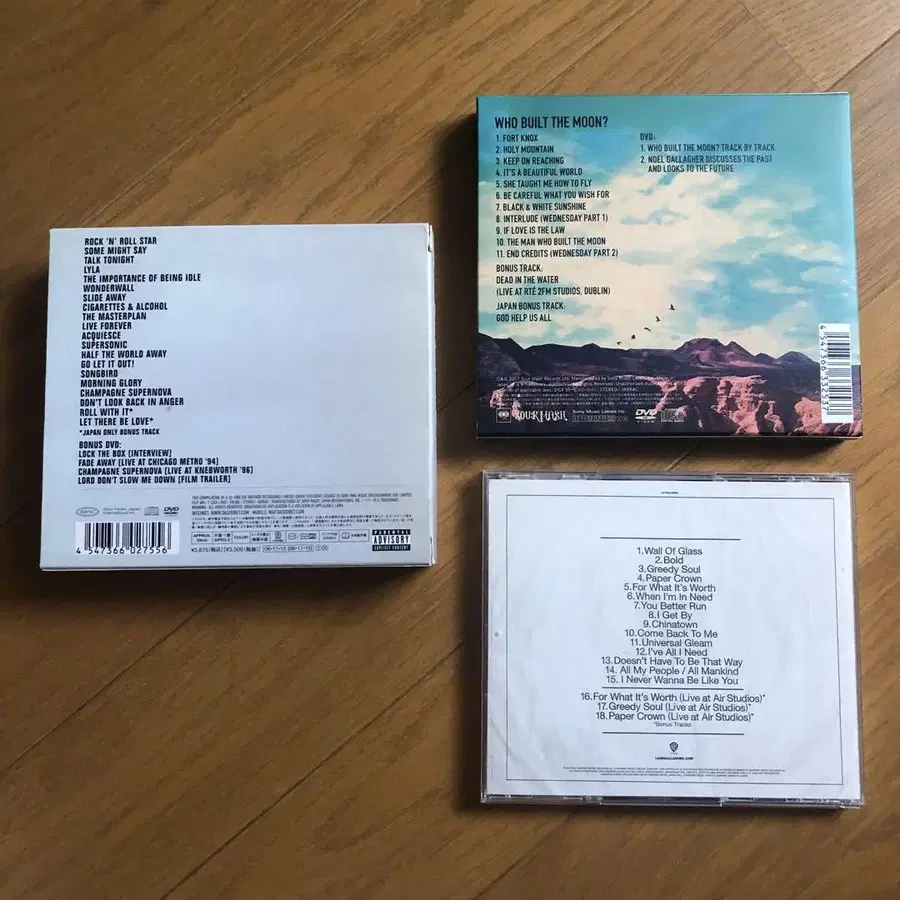 ROCK 'N' ROLL STAR
SOME MIGHT SAY
TALK TONIGHT
LYLA
THE IMPORTANCE OF BEING IDLE
WONDERWALL
SLIDE AWAY
CIGARETTES & ALCOHOL
THE MASTERPLAN
LIVE FOREVER
ACQUIESCE
SUPERSONIC
HALF THE WORLD AWAY
GO LET IT OUT!
SONGBIRD
MORNING GLORY
CHAMPAGNE SUPERNOVA
DON'T LOOK BACK IN ANGER
ROLL WITH IT*
LET THERE BE LOVE*
*JAPAN ONLY BONUS TRACK
BONUS DVD:
LOCK THE BOX (INTERVIEW)
FADE AWAY (LIVE AT CHICAGO METRO '94)
CHAMPAGNE SUPERNOVA (LIVE AT KNEBWORTH '96)
LORD DON'T SLOW ME DOWN (FILM TRAILER)
4 547366 027556
PARENTAL
ADVISORY
EXPLICIT CONTENT
WHO BUILT THE MOON?
1. FORT KNOX
2. HOLY MOUNTAIN
3. KEEP ON REACHING
4. IT'S A BEAUTIFUL WORLD
5. SHE TAUGHT ME HOW TO FLY
6. BE CAREFUL WHAT YOU WISH FOR
7. BLACK & WHITE SUNSHINE
8. INTERLUDE (WEDNESDAY PART 1)
9. IF LOVE IS THE LAW
10. THE MAN WHO BUILT THE MOON
11. END CREDITS (WEDNESDAY PART 2)
BONUS TRACK:
DEAD IN THE WATER
(LIVE AT RTÉ 2FM STUDIOS, DUBLIN)
JAPAN BONUS TRACK:
GOD HELP US ALL
DVD:
1. WHO BUILT THE MOON? TRACK BY TRACK
2. NOEL GALLAGHER DISCUSSES THE PAST
AND LOOKS TO THE FUTURE
SOUR MASH
Sony Music Labels Inc.
DVD
VIDEO
1.Wall Of Glass
2.Bold
3.Greedy Soul
4.Paper Crown
5.For What It's Worth
6.When I'm In Need
7.You Better Run
8.I Get By
9.Chinatown
10.Come Back To Me
11.Universal Gleam
12.I've All I Need
13.Doesn't Have To Be That Way
14. All My People / All Mankind
15. I Never Wanna Be Like You
16.For What It's Worth (Live at Air Studios)*
17.Greedy Soul (Live at Air Studios)*
18.Paper Crown (Live at Air Studios)*
*Bonus Tracks
LIAMGALLAGHER.COM